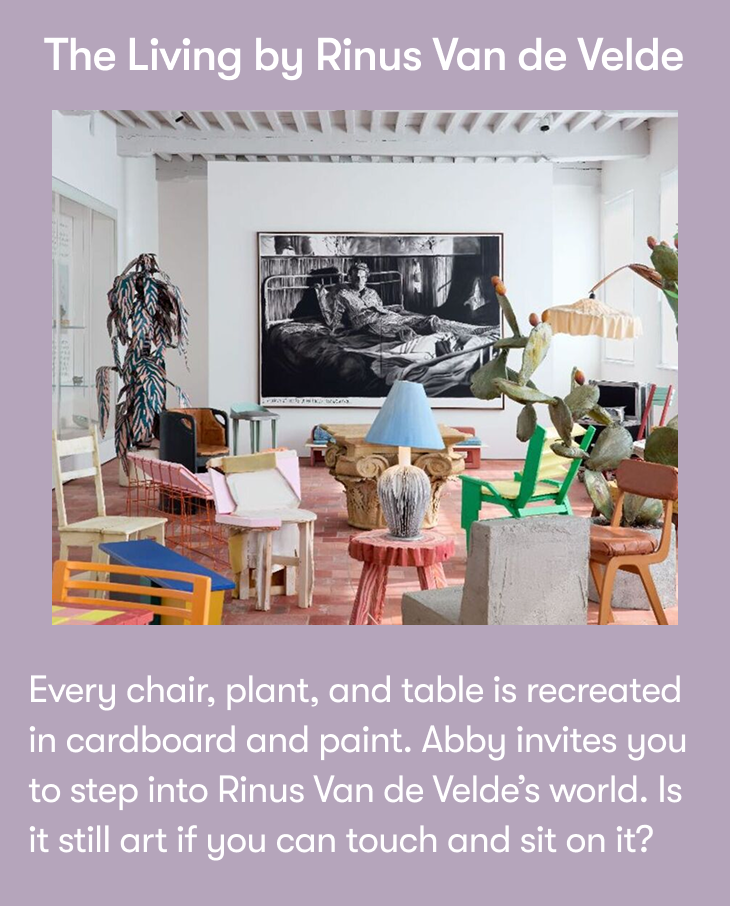 The Living by Rinus Van de Velde
Every chair, plant, and table is recreated
in cardboard and paint. Abby invites you
to step into Rinus Van de Velde’s world. Is
it still art if you can touch and sit on it?